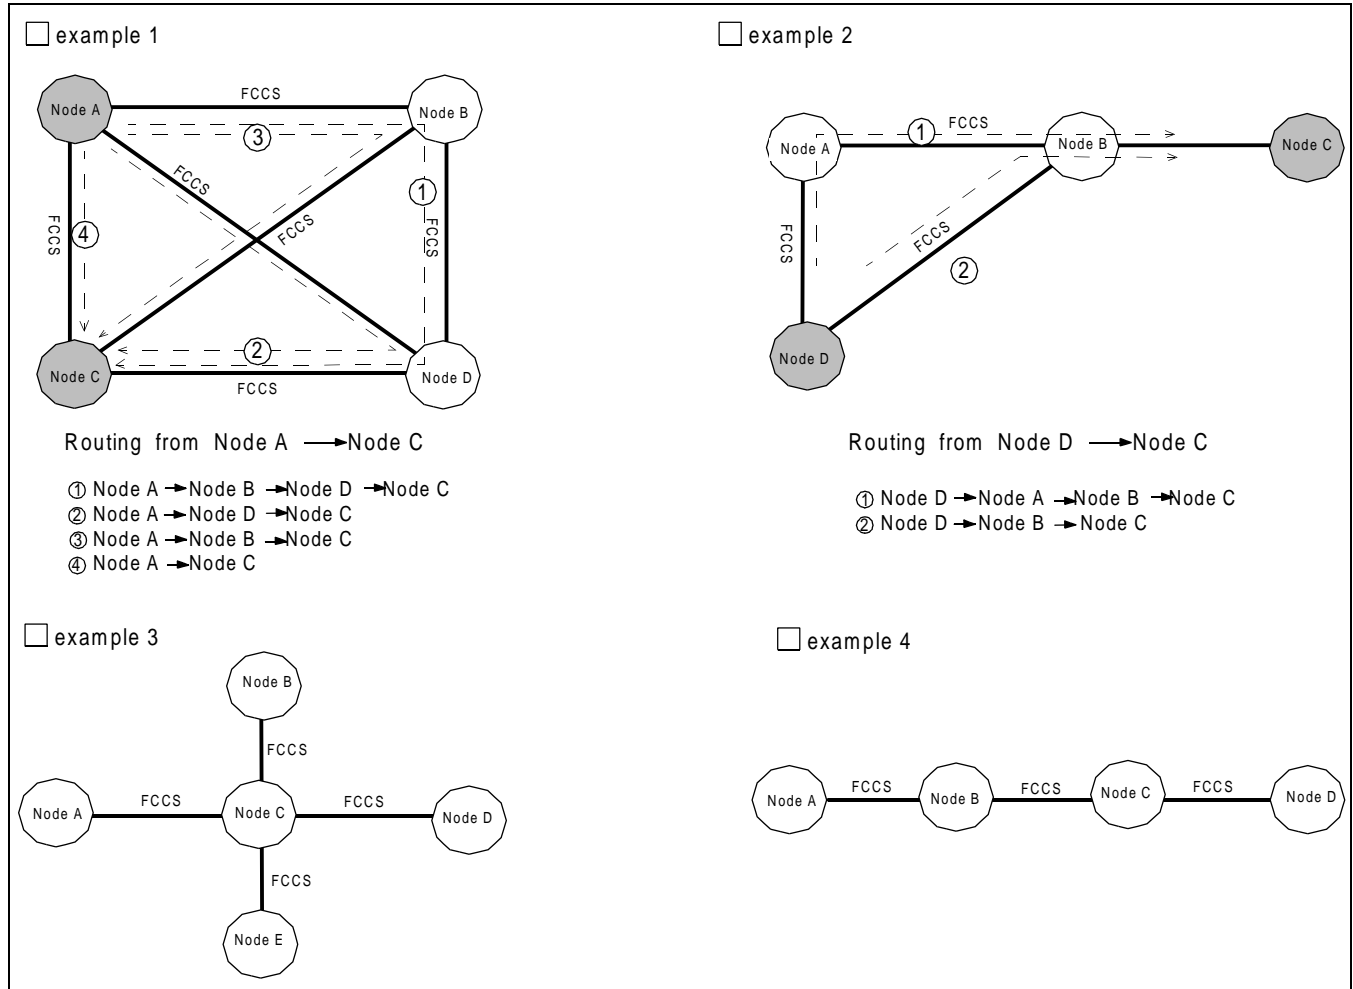 example 1
Node A
FCCS
Node B
③
FCCS
①
FCCS
④
FCCS
FCCS
②
Node C
FCCS
Node D
Routing from Node A → Node C
① Node A → Node B → Node D → Node C
② Node A → Node D → Node C
③ Node A → Node B → Node C
④ Node A → Node C
example 2
Node A
①
FCCS
Node B
Node C
FCCS
FCCS
②
Node D
Routing from Node D → Node C
① Node D → Node A → Node B → Node C
② Node D → Node B → Node C
example 3
Node B
FCCS
Node A
FCCS
Node C
FCCS
Node D
FCCS
Node E
example 4
Node A
FCCS
Node B
FCCS
Node C
FCCS
Node D